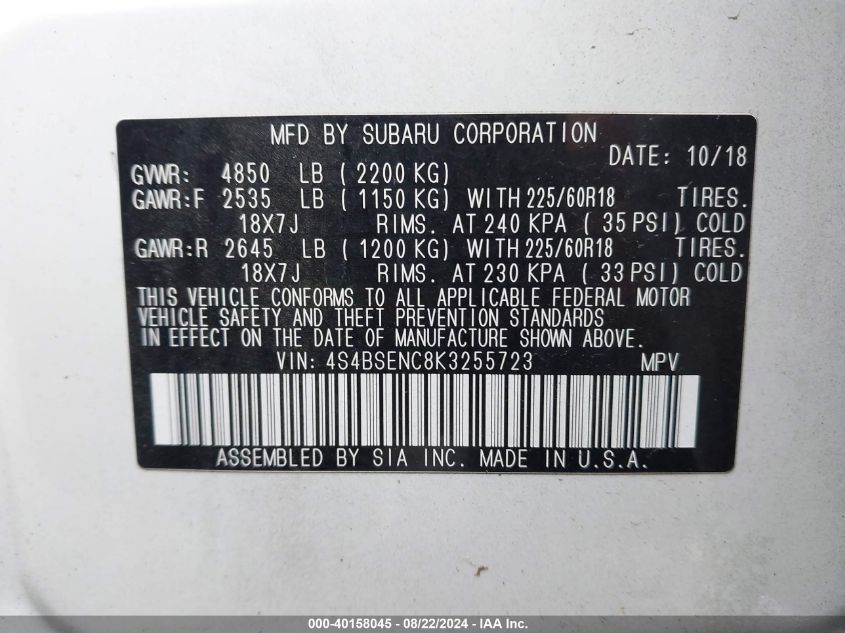 MFD BY SUBARU CORPORATION
DATE: 10/18
GVWR: 4850 LB ( 2200 KG)
GAWR:F 2535 LB ( 1150 KG) WITH 225/60R18 TIRES.
18X7J RIMS. AT 240 KPA ( 35 PSI) COLD
GAWR:R 2645 LB ( 1200 KG) WITH 225/60R18 TIRES.
18X7J RIMS. AT 230 KPA ( 33 PSI) COLD
THIS VEHICLE CONFORMS TO ALL APPLICABLE FEDERAL MOTOR
VEHICLE SAFETY AND THEFT PREVENTION STANDARDS
IN EFFECT ON THE DATE OF MANUFACTURE SHOWN ABOVE.
VIN: 4S4BSENC8K3255723 MPV
ASSEMBLED BY SIA INC. MADE IN U.S.A.
000-40158045 - 08/22/2024 - IAA Inc.